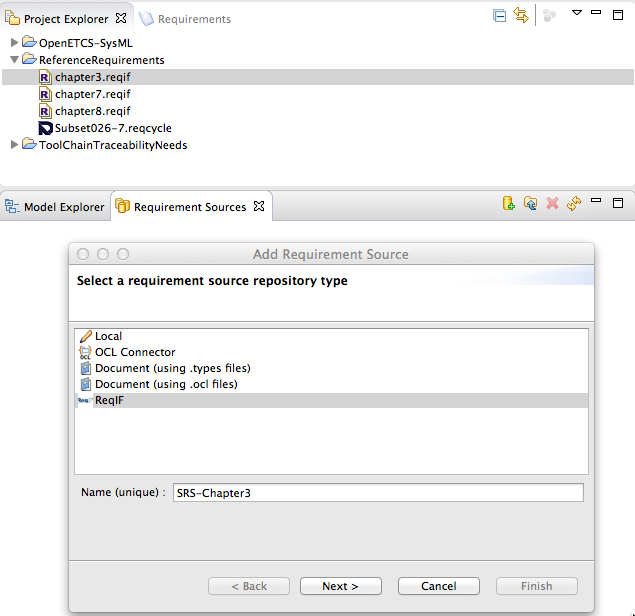 Project Explorer Requirements
OpenETCS-SysML
ReferenceRequirements
chapter3.reqif
chapter7.reqif
chapter8.reqif
Subset026-7.reqcycle
ToolChainTraceabilityNeeds
Model Explorer Requirement Sources
Add Requirement Source
Select a requirement source repository type
Local
OCL Connector
Document (using .types files)
Document (using .ocl files)
ReqIF
Name (unique) : SRS-Chapter3
< Back Next > Cancel Finish